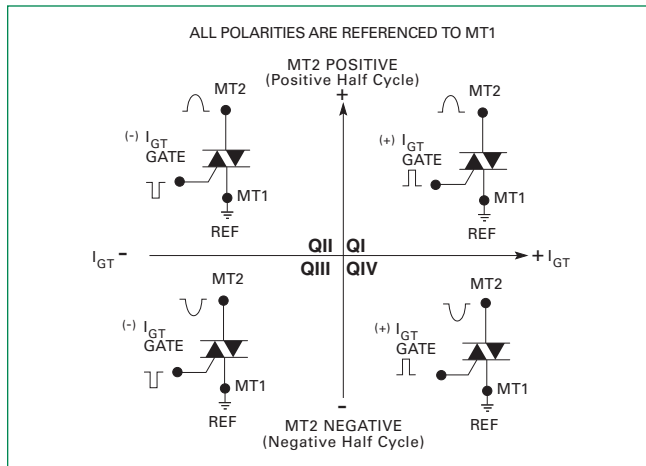 ALL POLARITIES ARE REFERENCED TO MT1
MT2 POSITIVE
(Positive Half Cycle)
+
MT2
(-) IGT
GATE
MT1
REF
MT2
(+) IGT
GATE
MT1
REF
IGT -
QII QI
QIII QIV
+ IGT
MT2
(-) IGT
GATE
MT1
REF
MT2
(+) IGT
GATE
MT1
REF
-
MT2 NEGATIVE
(Negative Half Cycle)